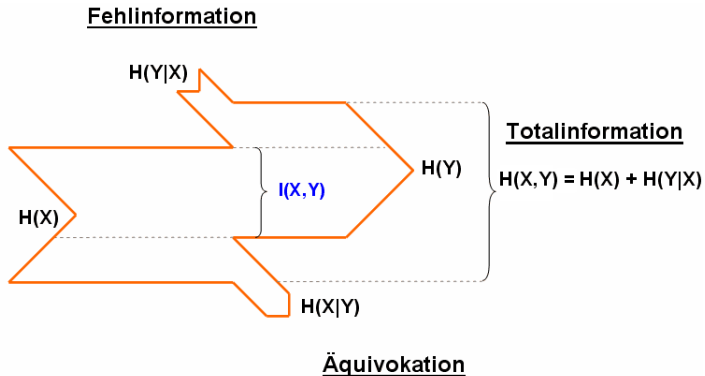 Fehlinformation
H(Y|X)
Totalinformation
H(X,Y) = H(X) + H(Y|X)
H(Y)
I(X,Y)
H(X)
H(X|Y)
Äquivokation